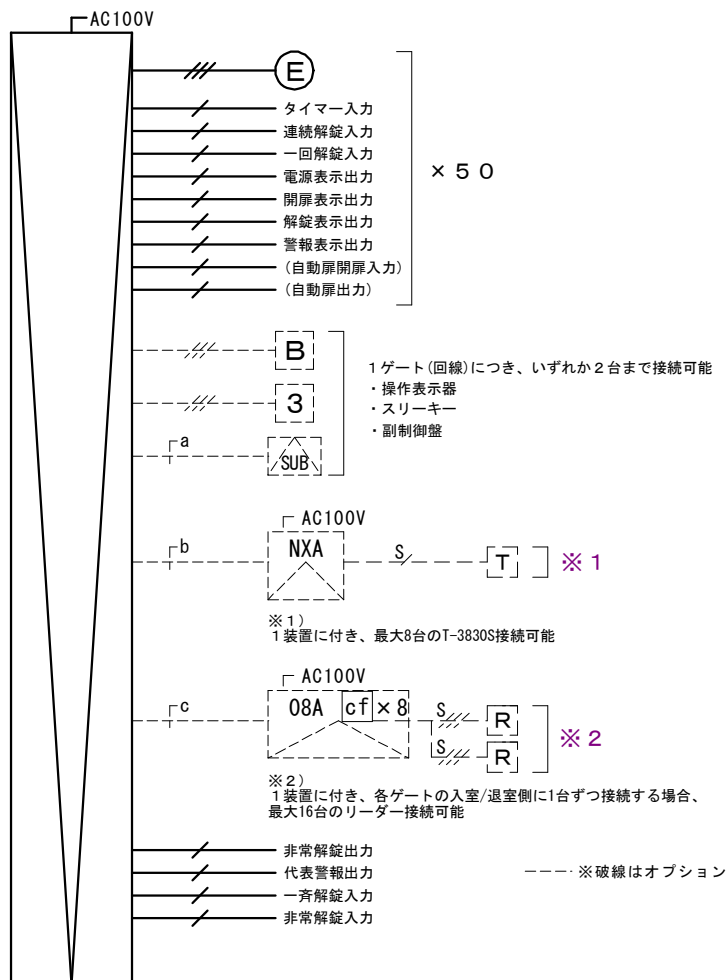 AC100V
E
タイマー入力
連続解錠入力
一回解錠入力
電源表示出力
開扉表示出力
解錠表示出力
警報表示出力
(自動扉開扉入力)
(自動扉出力)
×50
B
3
a
SUB
1ゲート(回線)につき、いずれか2台まで接続可能
・操作表示器
・スリーキー
・副制御盤
AC100V
b
NXA
S
T
※1
※1)
1装置に付き、最大8台のT-3830S接続可能
AC100V
c
08A
cf
×8
S
R
S
R
※2
※2)
1装置に付き、各ゲートの入室/退室側に1台ずつ接続する場合、
最大16台のリーダー接続可能
非常解錠出力
代表警報出力
一斉解錠入力
非常解錠入力
※破線はオプション